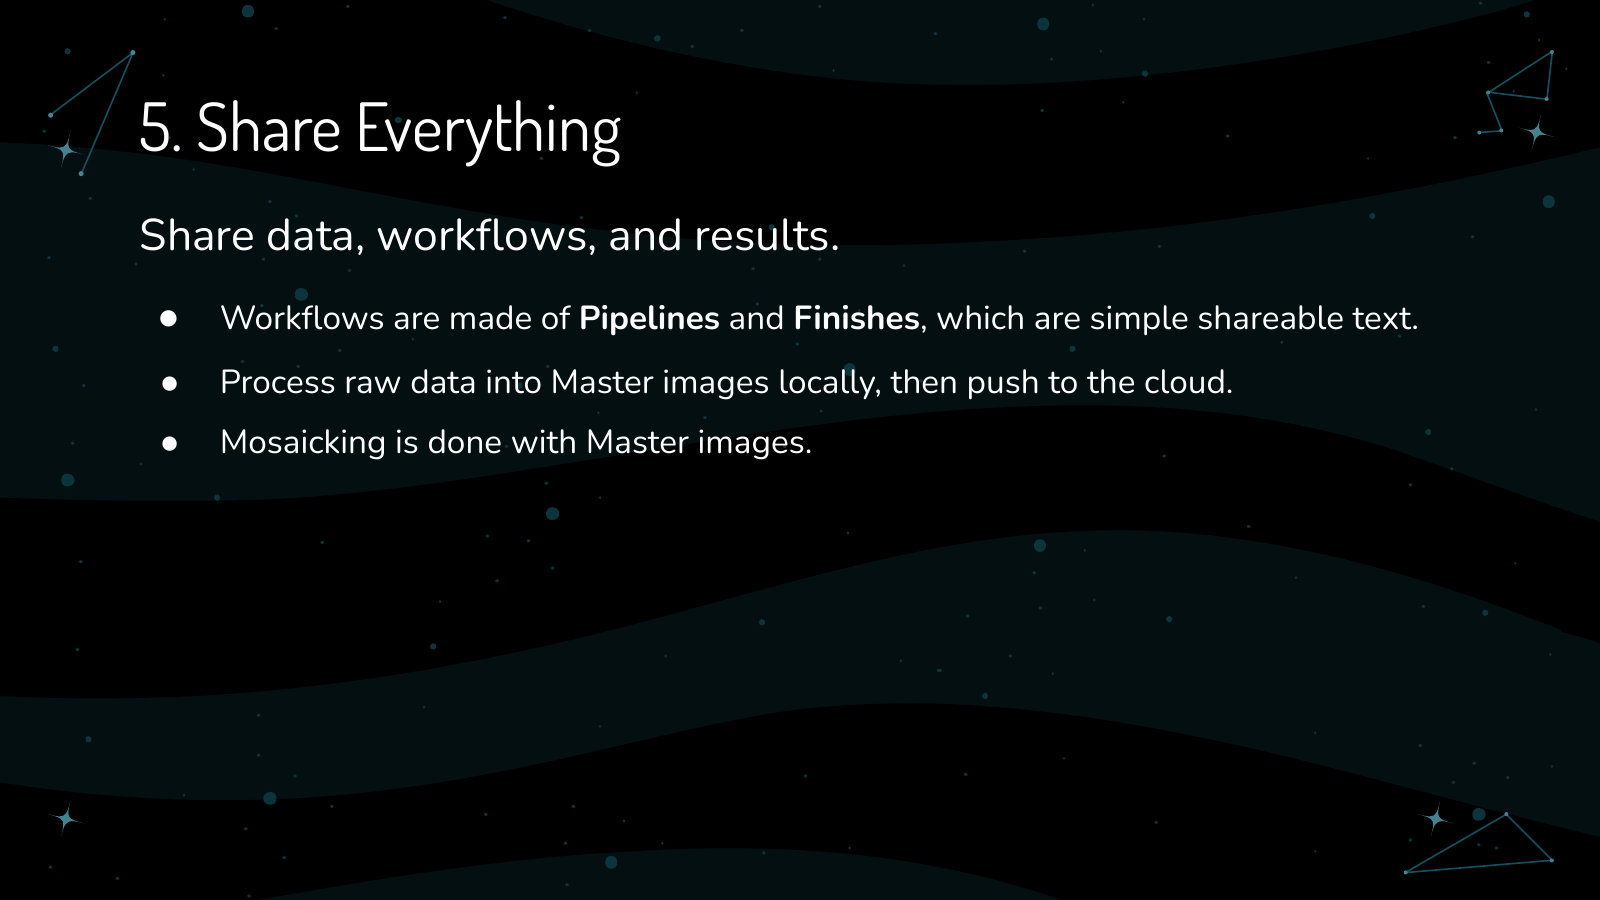 5. Share Everything
Share data, workflows, and results.
● Workflows are made of Pipelines and Finishes, which are simple shareable text.
● Process raw data into Master images locally, then push to the cloud.
● Mosaicking is done with Master images.